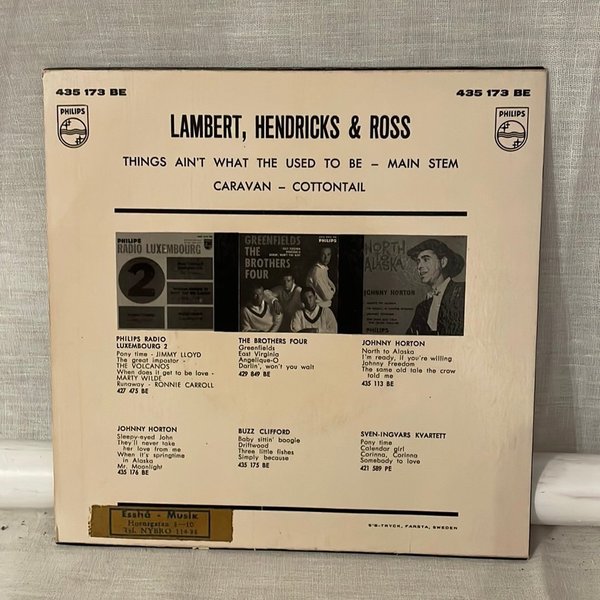 435 173 BE
435 173 BE
PHILIPS
PHILIPS
LAMBERT, HENDRICKS & ROSS
THINGS AIN'T WHAT THE USED TO BE – MAIN STEM
CARAVAN – COTTONTAIL
PHILIPS
RADIO LUXEMBOURG
2
GREENFIELDS
THE
BROTHERS
FOUR
PHILIPS
NORTH
TO
ALASKA
JOHNNY HORTON
PHILIPS RADIO
LUXEMBOURG 2
Pony time - JIMMY LLOYD
The great impostor -
THE VOLCANOS
When does it get to be love -
MARTY WILDE
Runaway - RONNIE CARROLL
427 475 BE
THE BROTHERS FOUR
Greenfields
East Virginia
Angelique-O
Darlin', won't you wait
429 849 BE
JOHNNY HORTON
North to Alaska
I'm ready, if you're willing
Johnny Freedom
The same old tale the crow
told me
435 113 BE
JOHNNY HORTON
Sleepy-eyed John
They'll never take
her love from me
When it's springtime
in Alaska
Mr. Moonlight
435 176 BE
BUZZ CLIFFORD
Baby sittin' boogie
Driftwood
Three little fishes
Simply because
435 175 BE
SVEN-INGVARS KVARTETT
Pony time
Calendar girl
Corinna, Corinna
Somebody to love
421 589 PE
Esshå - Musik
Hornsgatan 1—10
Tel. NYBRO 114 31
S'B-TRYCK, FARSTA, SWEDEN